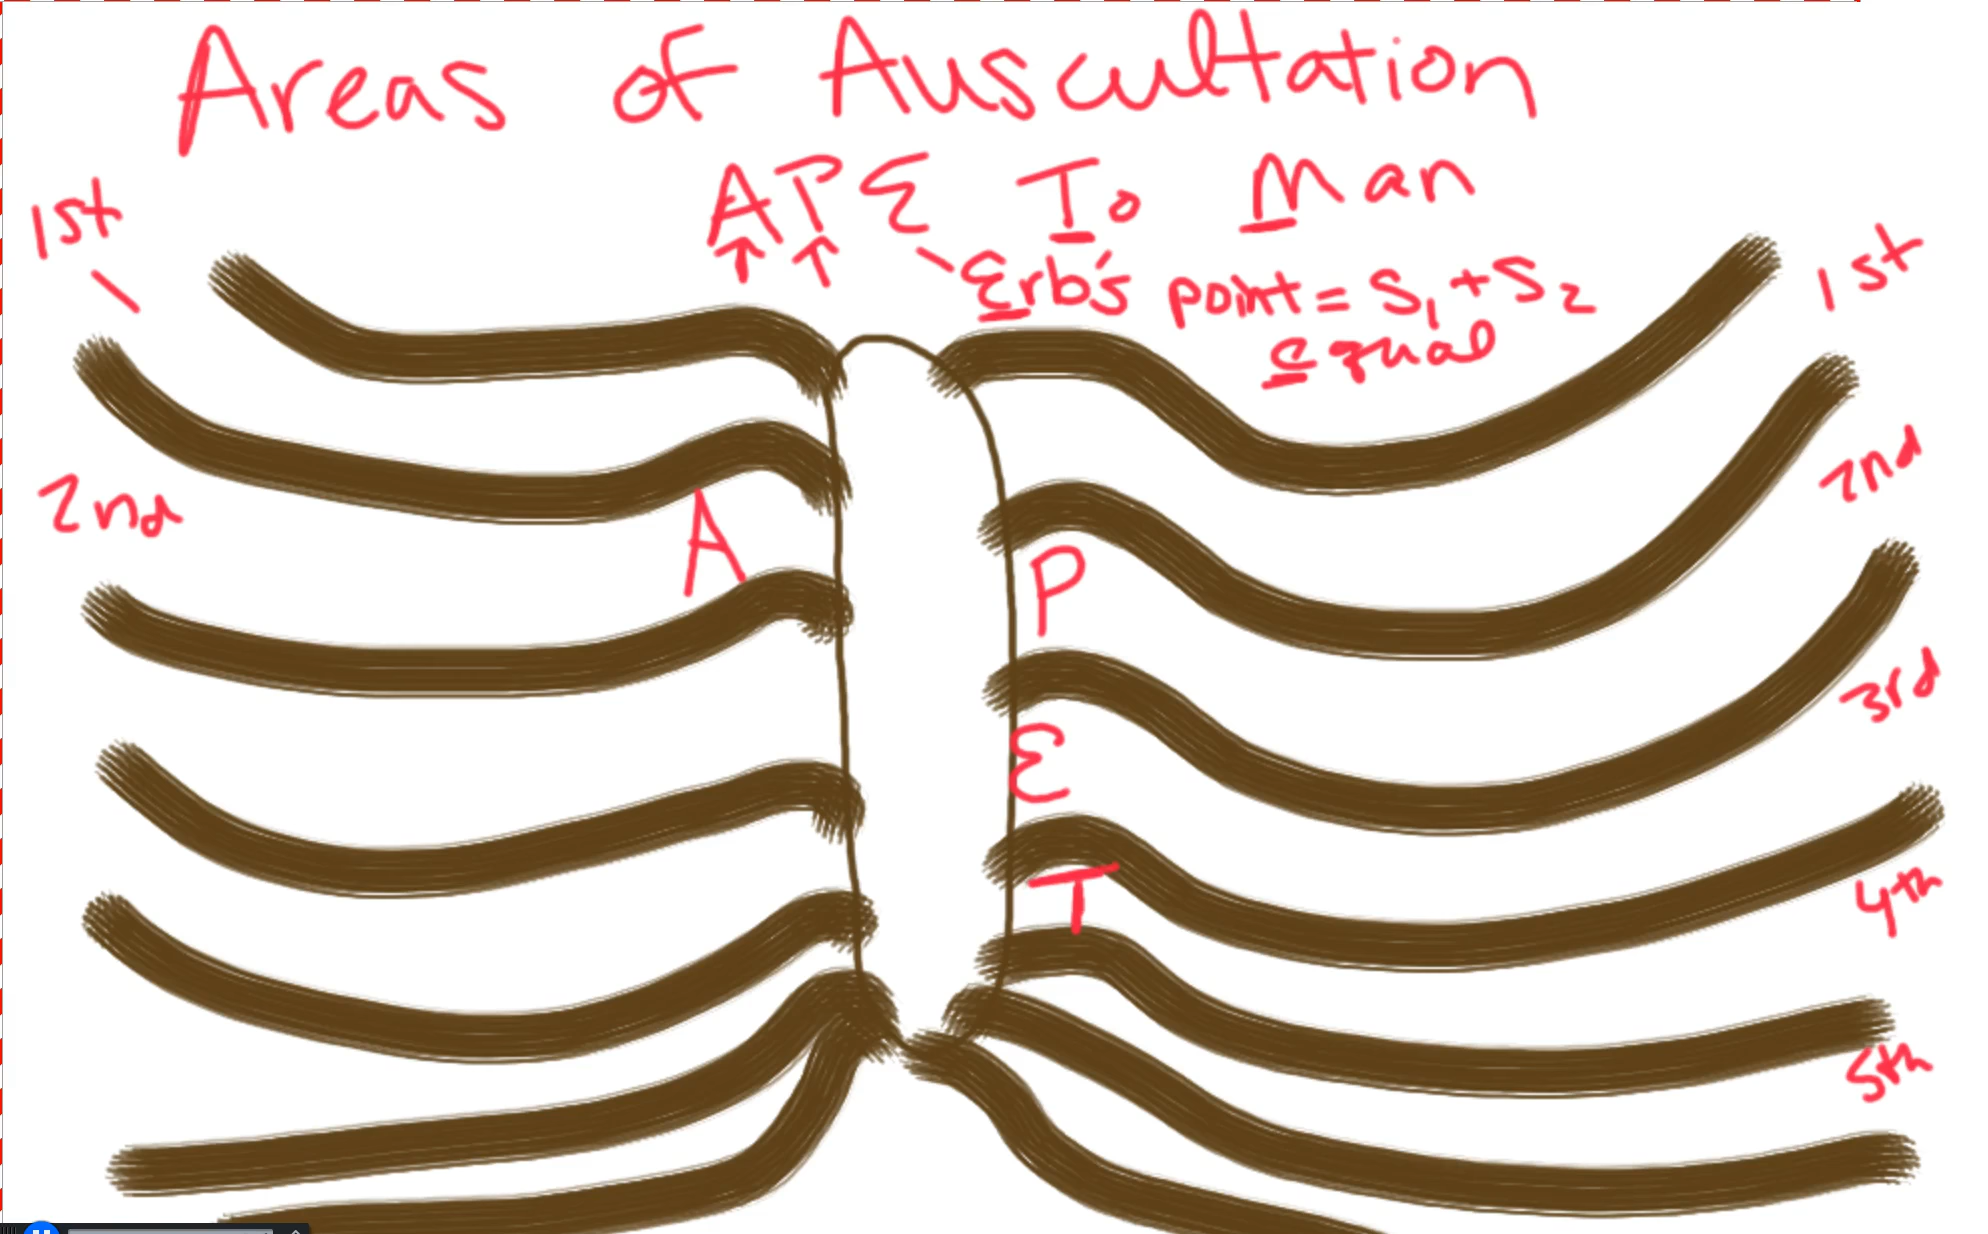 Areas of Auscultation
APE To Man
Erb's point = S1 + S2
equal
1st
1st
2nd
2nd
A
P
3rd
E
T
4th
5th